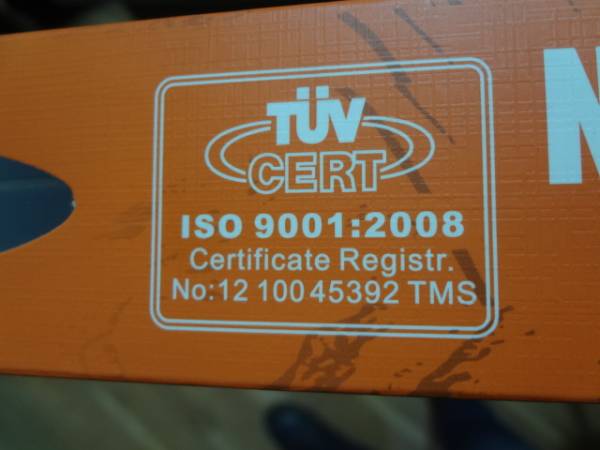 TÜV
CERT
ISO 9001:2008
Certificate Registr.
No:12 100 45392 TMS
N